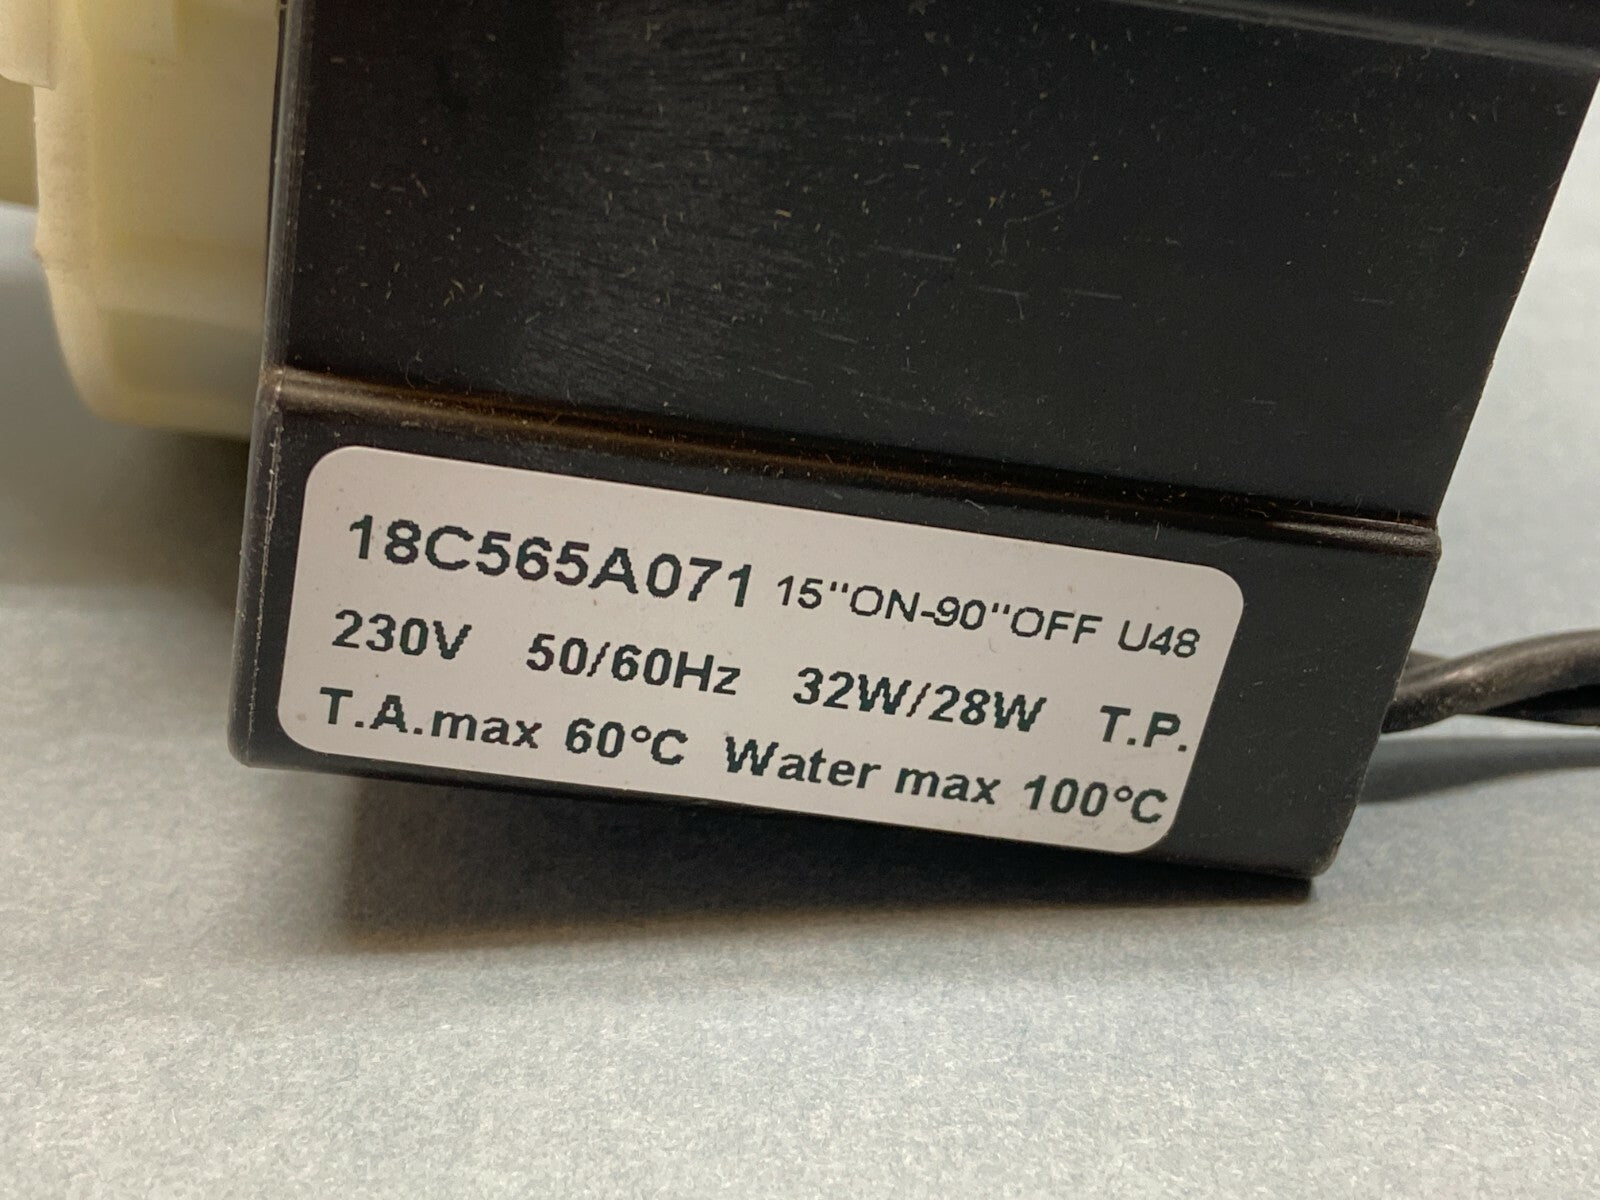 18C565A071 15"ON-90"OFF U48
230V 50/60Hz 32W/28W T.P.
T.A.max 60°C Water max 100°C